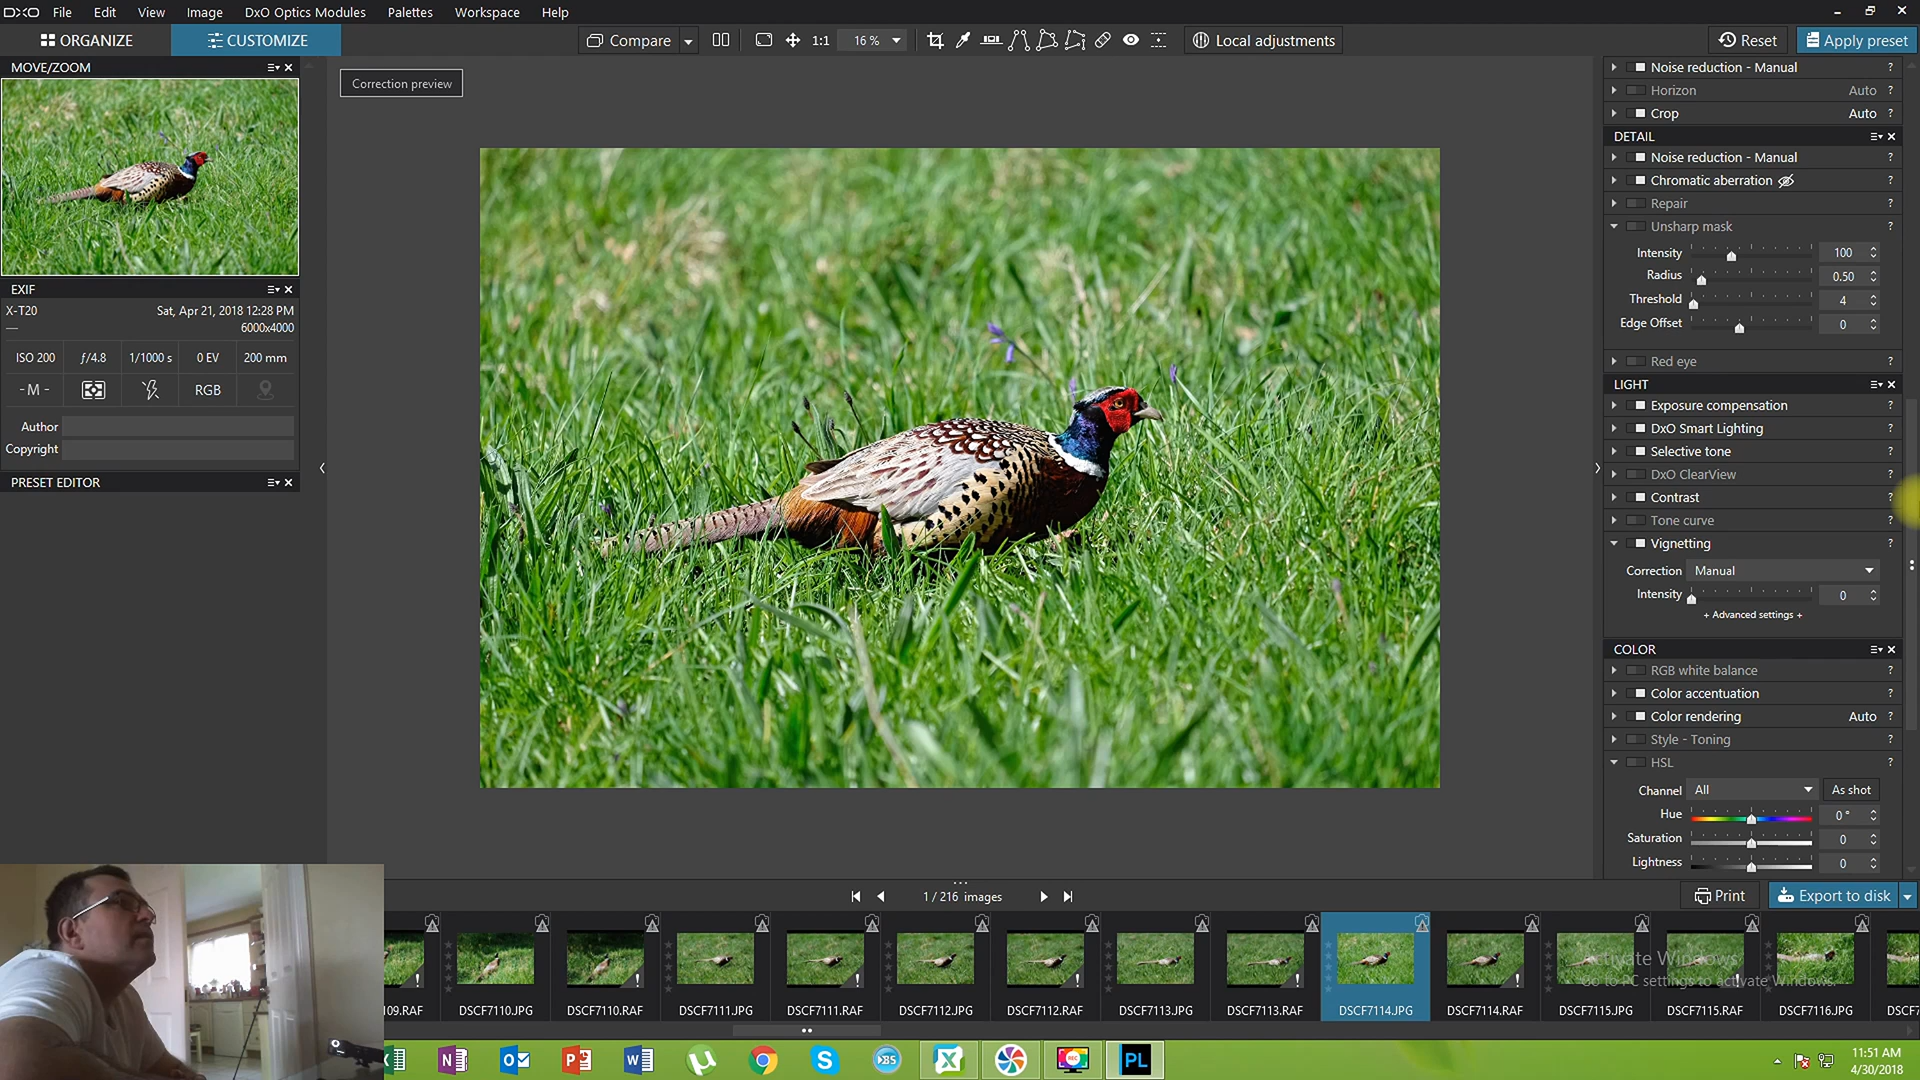 DXO File Edit View Image DxO Optics Modules Palettes Workspace Help
ORGANIZE CUSTOMIZE Compare 1:1 16 % Local adjustments Reset Apply preset
MOVE/ZOOM
Correction preview
EXIF
X-T20 Sat, Apr 21, 2018 12:28 PM
— 6000x4000
ISO 200 ƒ/4.8 1/1000 s 0 EV 200 mm
- M - RGB
Author
Copyright
PRESET EDITOR
Noise reduction - Manual ?
Horizon Auto ?
Crop Auto ?
DETAIL
Noise reduction - Manual ?
Chromatic aberration ?
Repair ?
Unsharp mask ?
Intensity 100
Radius 0.50
Threshold 4
Edge Offset 0
Red eye ?
LIGHT
Exposure compensation ?
DxO Smart Lighting ?
Selective tone ?
DxO ClearView ?
Contrast ?
Tone curve ?
Vignetting ?
Correction Manual
Intensity 0
+ Advanced settings +
COLOR
RGB white balance ?
Color accentuation ?
Color rendering Auto ?
Style - Toning ?
HSL ?
Channel All As shot
Hue 0 °
Saturation 0
Lightness 0
1 / 216 images Print Export to disk
109.RAF DSCF7110.JPG DSCF7110.RAF DSCF7111.JPG DSCF7111.RAF DSCF7112.JPG DSCF7112.RAF DSCF7113.JPG DSCF7113.RAF DSCF7114.JPG DSCF7114.RAF DSCF7115.JPG DSCF7115.RAF DSCF7116.JPG DSCF7
Activate Windows
Go to PC settings to activate Windows.
PL
11:51 AM
4/30/2018